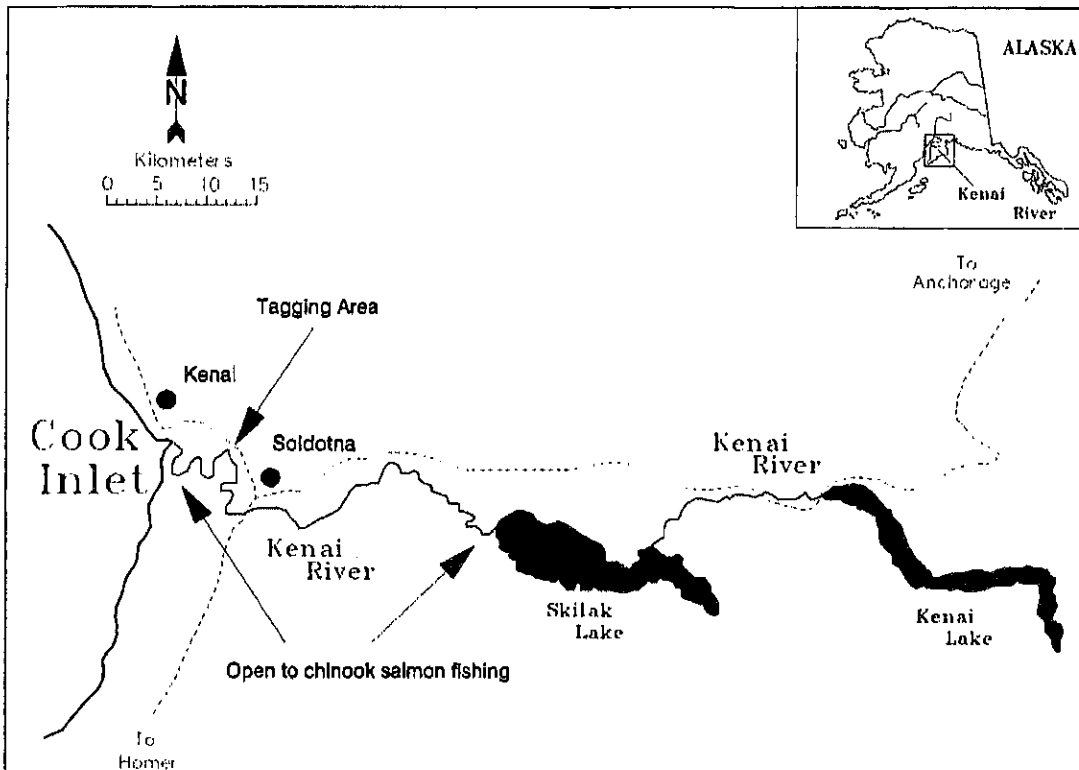 ALASKA
N
Kilometers
0 5 10 15
Kenai
River
To
Anchorage
Tagging Area
Kenai
Cook
Inlet
Soldotna
Kenai
River
Kenai
River
Skilak
Lake
Kenai
Lake
Open to chinook salmon fishing
To
Homer